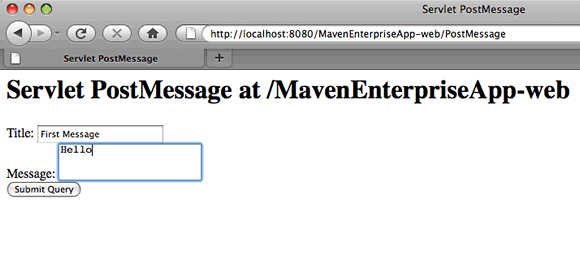 Servlet PostMessage
http://localhost:8080/MavenEnterpriseApp-web/PostMessage
Servlet PostMessage
Servlet PostMessage at /MavenEnterpriseApp-web
Title: First Message
Hello
Message:
Submit Query